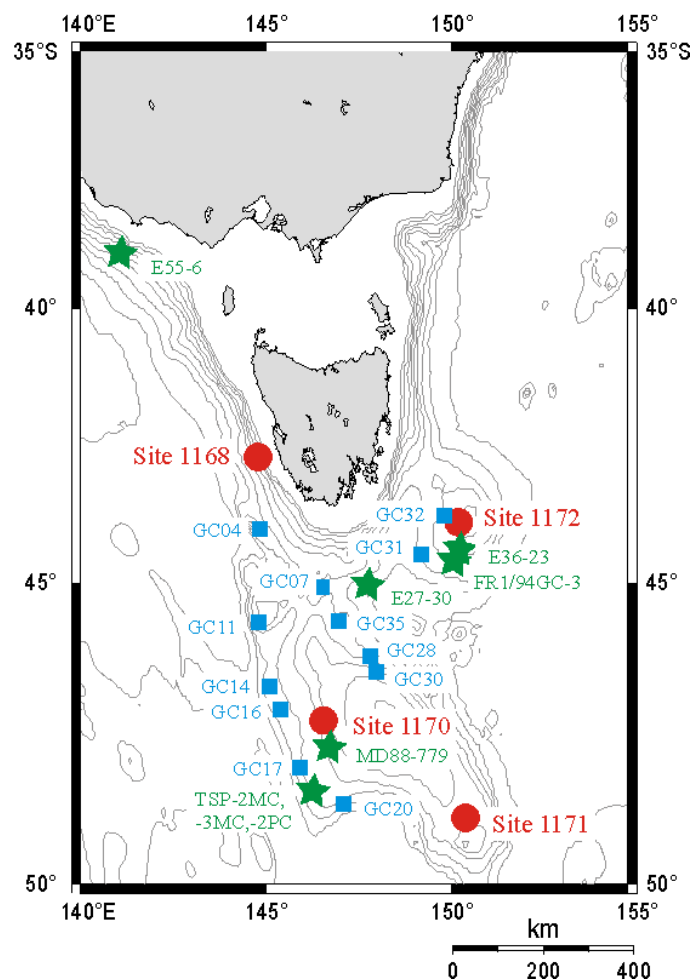 140°E
145°
150°
155°
35°S
35°
E55-6
40°
40°
Site 1168
GC32
Site 1172
GC04
GC31
E36-23
GC07
FR1/94GC-3
45°
45°
E27-30
GC11
GC35
GC28
GC14
GC30
GC16
Site 1170
MD88-779
GC17
TSP-2MC,
-3MC,-2PC
GC20
Site 1171
50°
50°
140°E
145°
150°
155°
km
0
200
400